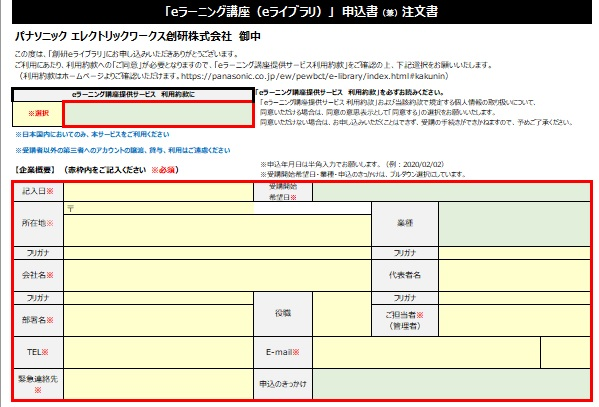 「eラーニング講座（eライブラリ）」申込書（兼）注文書
パナソニック エレクトリックワークス創研株式会社 御中
この度は、「創研eライブラリ」にお申し込みいただきありがとうございます。
ご利用にあたり、利用約款への「ご同意」が必要となりますので、「eラーニング講座提供サービス利用約款」をご確認の上、下記選択をお願いいたします。
（利用約款はホームページよりご確認いただけます。https://panasonic.co.jp/ew/pewbct/e-library/index.html#kakunin）
eラーニング講座提供サービス 利用約款に
※選択
「eラーニング講座提供サービス 利用約款」を必ずお読みください。
「eラーニング講座提供サービス 利用約款」および当該約款で規定する個人情報の取り扱いについて、
同意いただける場合は、同意の意思表示として「同意する」の選択をお願いいたします。
同意いただけない場合は、お申し込みいただくことはできず、受講の手続きができかねますので、予めご了承ください。
※日本国内においてのみ、本サービスをご利用ください
※受講者以外の第三者へのアカウントの譲渡、貸与、利用はご遠慮ください
【企業概要】（赤枠内をご記入ください ※必須）
※申込年月日は半角入力でお願いします。（例：2020/02/02）
※受講開始希望日・業種・申込のきっかけは、プルダウン選択にしています。
記入日※
受講開始
希望日※
所在地※
〒
業種
フリガナ
フリガナ
会社名※
代表者名
フリガナ
役職
フリガナ
部署名※
ご担当者※
（管理者）
TEL※
E-mail※
緊急連絡先
※
申込のきっかけ